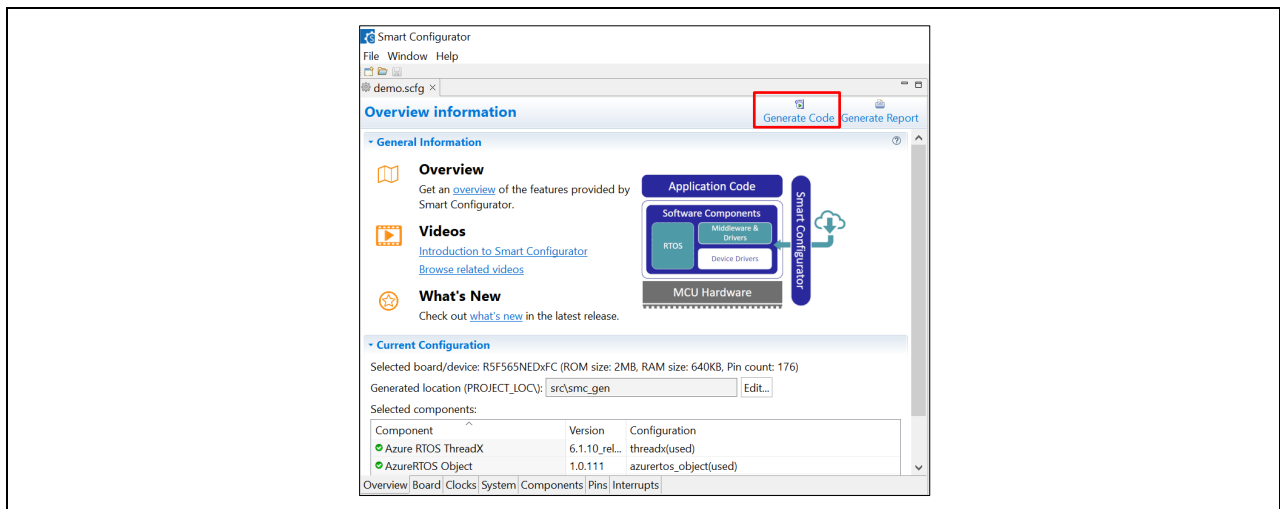 Smart Configurator
File Window Help
demo.scfg
Overview information
Generate Code Generate Report
General Information
Overview
Get an overview of the features provided by
Smart Configurator.
Videos
Introduction to Smart Configurator
Browse related videos
What's New
Check out what's new in the latest release.
Application Code
Software Components
RTOS
Middleware &
Drivers
Device Drivers
MCU Hardware
Smart Configurator
Current Configuration
Selected board/device: R5F565NEDxFC (ROM size: 2MB, RAM size: 640KB, Pin count: 176)
Generated location (PROJECT_LOC\): src\smc_gen Edit...
Selected components:
Component Version Configuration
Azure RTOS ThreadX 6.1.10_rel... threadx(used)
AzureRTOS Object 1.0.111 azurertos_object(used)
Overview Board Clocks System Components Pins Interrupts